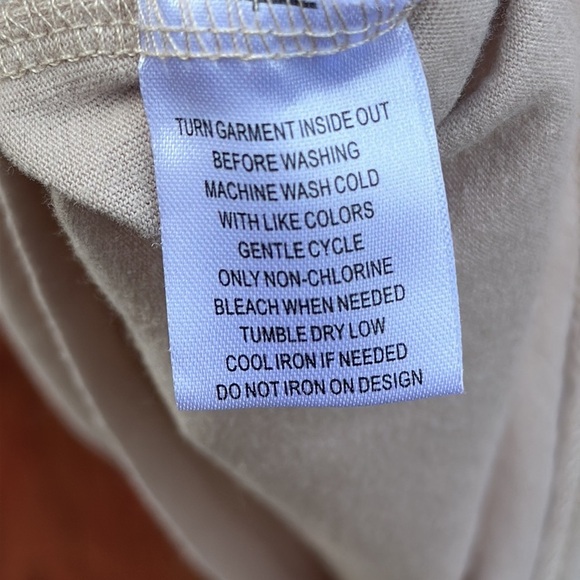 TURN GARMENT INSIDE OUT
BEFORE WASHING
MACHINE WASH COLD
WITH LIKE COLORS
GENTLE CYCLE
ONLY NON-CHLORINE
BLEACH WHEN NEEDED
TUMBLE DRY LOW
COOL IRON IF NEEDED
DO NOT IRON ON DESIGN